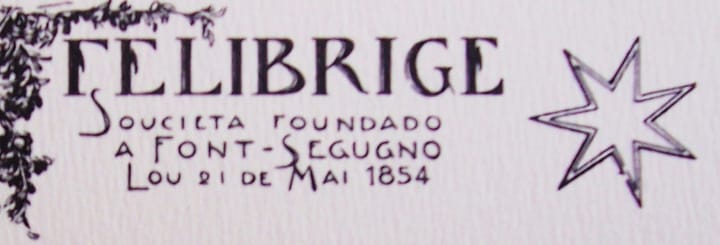 FELIBRIGE
SOUCIETA FOUNDADO
A FONT-SEGUGNO
LOU 21 DE MAI 1854